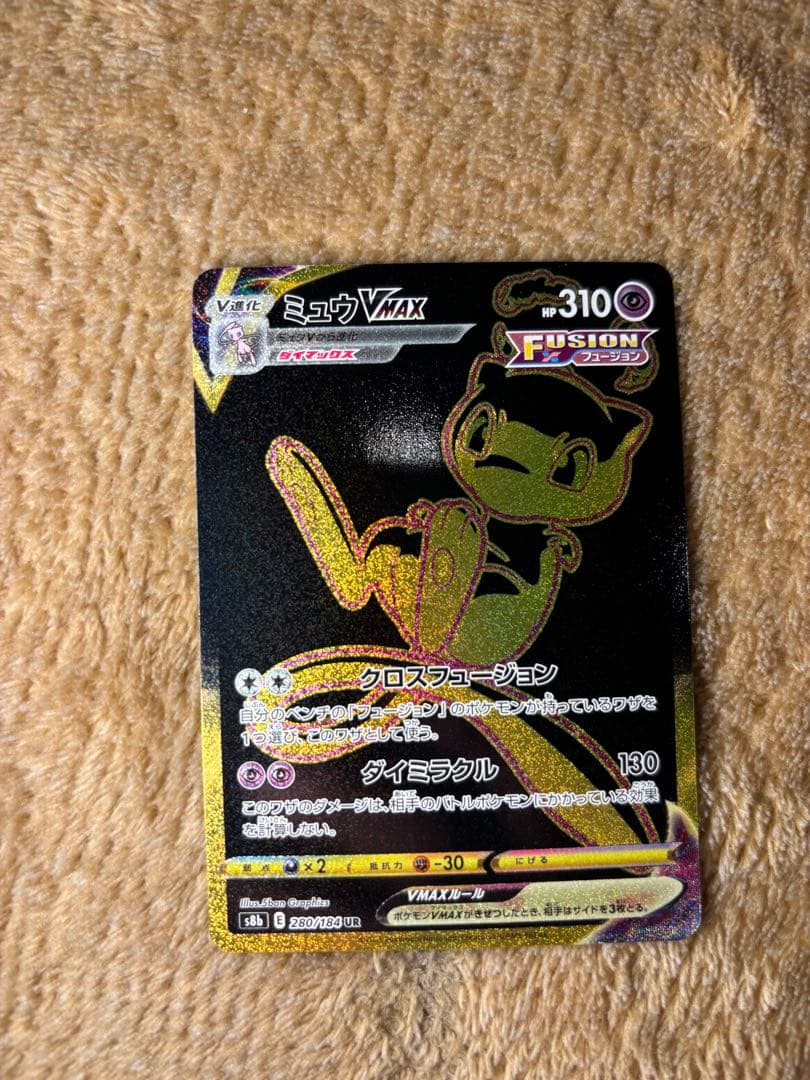 V進化 ミュウVMAX HP310
ミュウVから進化
ダイマックス
FUSION
フュージョン
クロスフュージョン
自分のベンチの「フュージョン」のポケモンが持っているワザを
1つ選び、このワザとして使う。
ダイミラクル 130
このワザのダメージは、相手のバトルポケモンにかかっている効果
を計算しない。
弱点 ×2 抵抗力 -30 にげる
Illus. 5ban Graphics
VMAXルール
s8b E 280/184 UR
ポケモンVMAXがきぜつしたとき、相手はサイドを3枚とる。